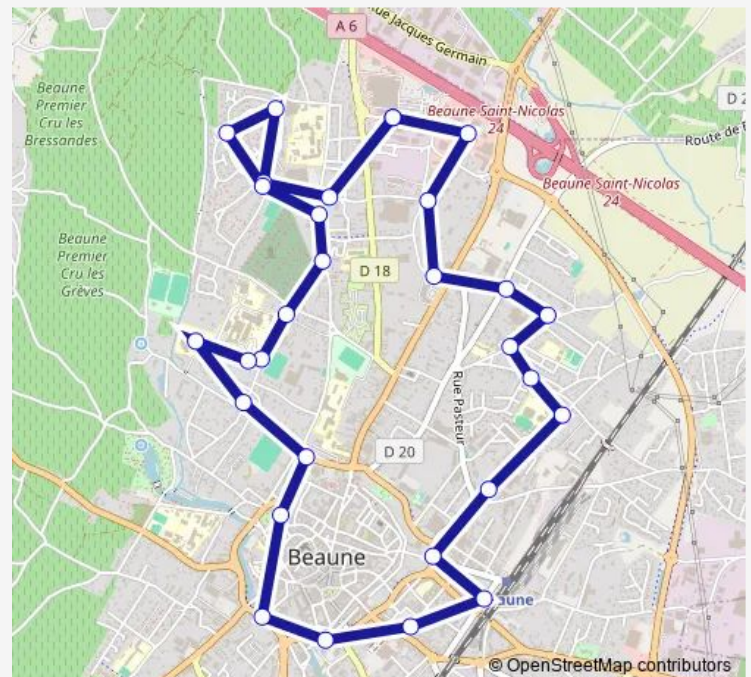 A 6
Rue Jacques Germain
Beaune
Premier
Cru les
Bressandes
Beaune Saint-Nicolas
24
Route de
Beaune Saint-Nicolas
24
Beaune
Premier
Cru les
Grèves
D 18
Rue Pasteur
D 20
Beaune
aune
© OpenStreetMap contributors